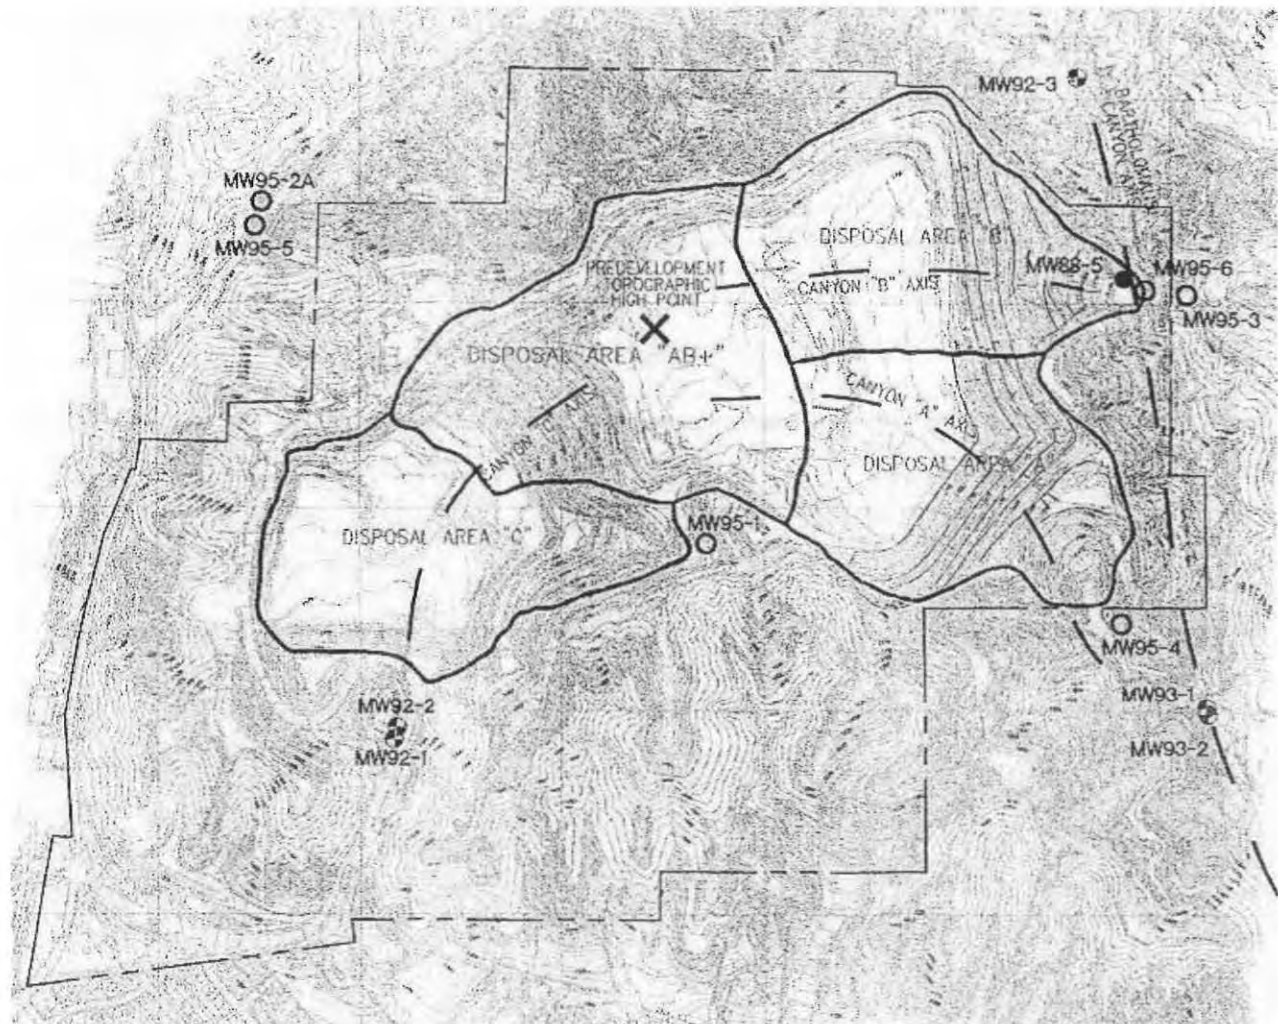 MW92-3
BARTHOLOMAUS
CANYON AXIS
MW95-2A
MW95-5
DISPOSAL AREA "B"
PREDEVELOPMENT
TOPOGRAPHIC
HIGH POINT
CANYON "B" AXIS
MW88-5
MW95-6
MW95-3
DISPOSAL AREA "AB+"
CANYON "A" AXIS
CANYON "C" AXIS
DISPOSAL AREA "A"
DISPOSAL AREA "C"
MW95-1
MW95-4
MW93-1
MW93-2
MW92-2
MW92-1